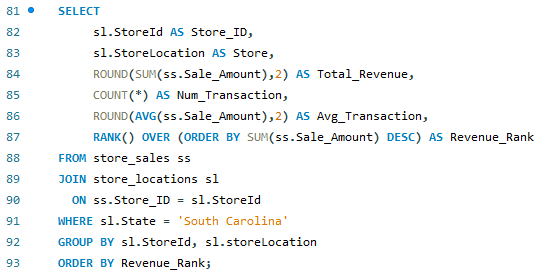 81 SELECT
82 sl.StoreId AS Store_ID,
83 sl.StoreLocation AS Store,
84 ROUND(SUM(ss.Sale_Amount),2) AS Total_Revenue,
85 COUNT(*) AS Num_Transaction,
86 ROUND(AVG(ss.Sale_Amount),2) AS Avg_Transaction,
87 RANK() OVER (ORDER BY SUM(ss.Sale_Amount) DESC) AS Revenue_Rank
88 FROM store_sales ss
89 JOIN store_locations sl
90 ON ss.Store_ID = sl.StoreId
91 WHERE sl.State = 'South Carolina'
92 GROUP BY sl.StoreId, sl.storeLocation
93 ORDER BY Revenue_Rank;